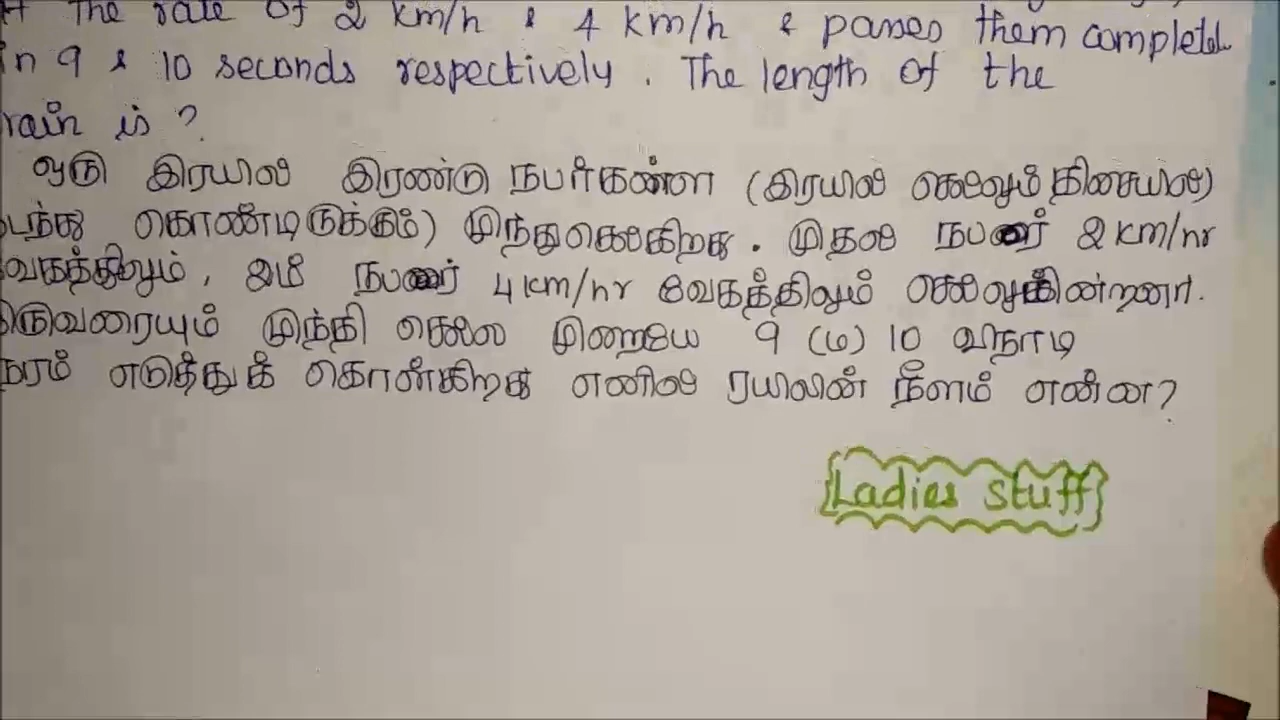 The rate of 2 km/h & 4 km/h & passes them completel
in 9 & 10 seconds respectively. The length of the
rain is?
ஒரு இரயில் இரண்டு நபர்களை (இரயில் செல்லும் திசையில்)
டந்து கொண்டிருக்கும்) முந்துகிறது. முதல் நபர் 2 km/hr
வேகத்திலும், 2ம் நபர் 4 km/hr வேகத்திலும் செல்லுகின்றனர்.
இருவரையும் முந்தி செல்ல முறையே 9 (ம) 10 விநாடி
நேரம் எடுத்துக் கொள்கிறது எனில் ரயிலின் நீளம் என்ன?
Ladies stuff